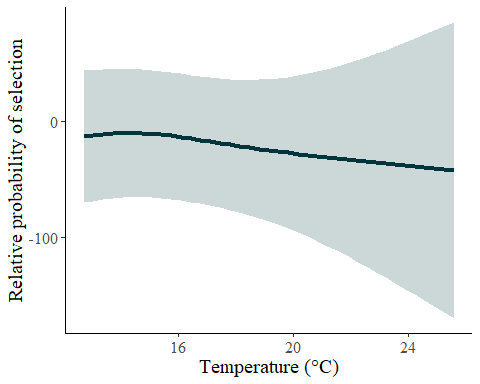 Relative probability of selection
0
-100
16
20
24
Temperature (°C)